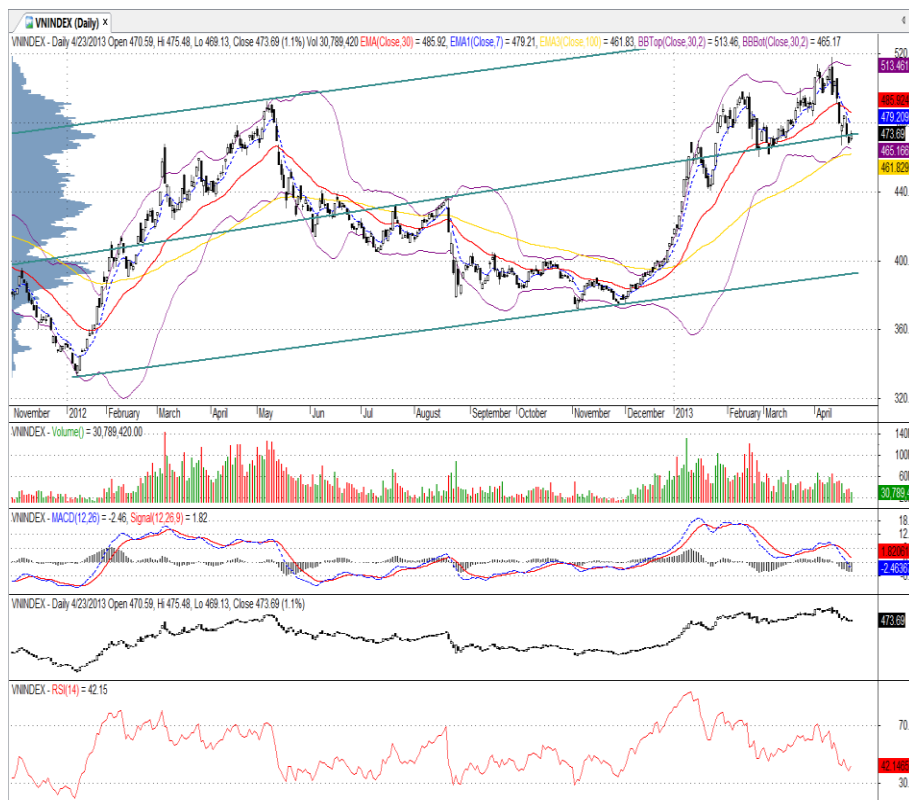 VNINDEX (Daily) ×
VNINDEX - Daily 4/23/2013 Open 470.59, Hi 475.48, Lo 469.13, Close 473.69 (1.1%) Vol 30,789,420 EMA(Close,30) = 485.92, EMA1(Close,7) = 479.21, EMA3(Close,100) = 461.83, BBTop(Close,30,2) = 513.46, BBBot(Close,30,2) = 465.17
520.
513.461
485.924
479.209
473.69
465.166
461.829
440.
400.
360.
320.
November 2012 February March April May Jun Jul August September October November December 2013 February March April
VNINDEX - Volume() = 30,789,420.00
30,789,4
VNINDEX - MACD(12,26) = -2.46, Signal(12,26,9) = 1.82
18.
12.
-2.4636
VNINDEX - Daily 4/23/2013 Open 470.59, Hi 475.48, Lo 469.13, Close 473.69 (1.1%)
473.69
VNINDEX - RSI(14) = 42.15
70.
42.1465
30.